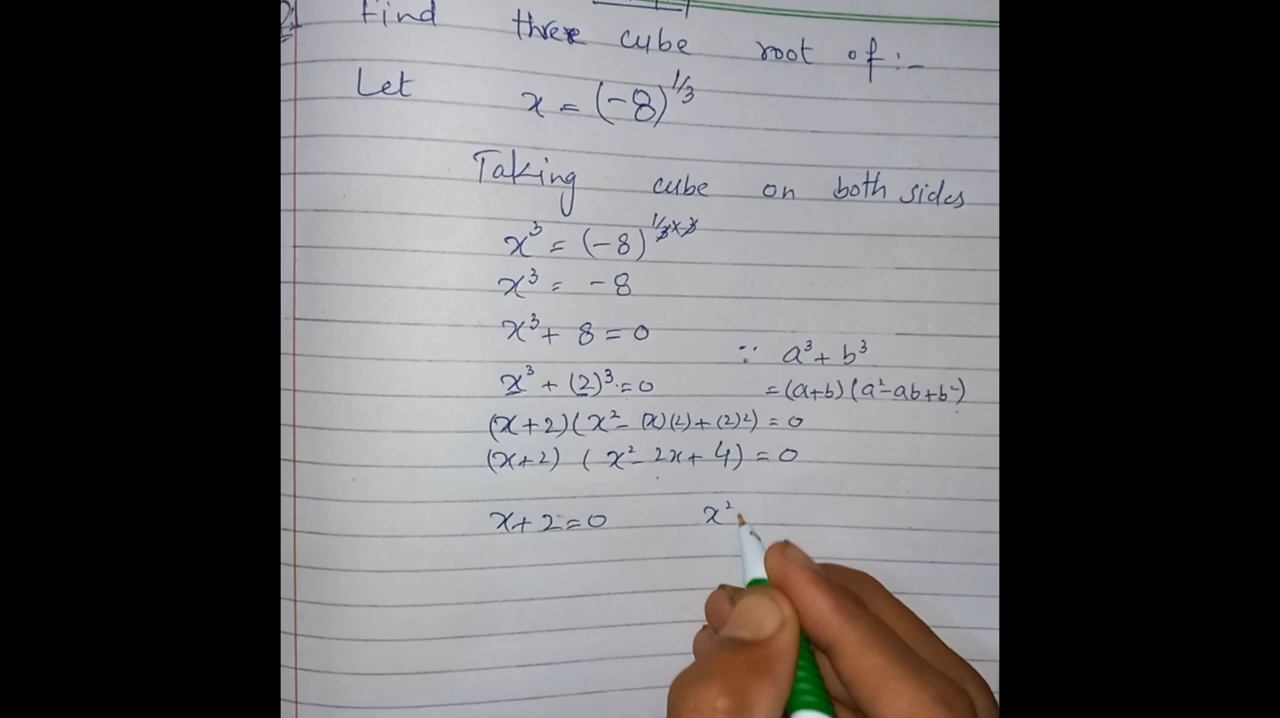 Find three cube root of :-
Let x = (-8)^1/3
Taking cube on both sides
x³ = (-8)^1/3×3
x³ = -8
x³ + 8 = 0
∵ a³ + b³
x³ + (2)³ = 0
= (a+b) (a²-ab+b²)
(x+2)(x² - (x)(2) + (2)²) = 0
(x+2) (x² - 2x + 4) = 0
x + 2 = 0 x²